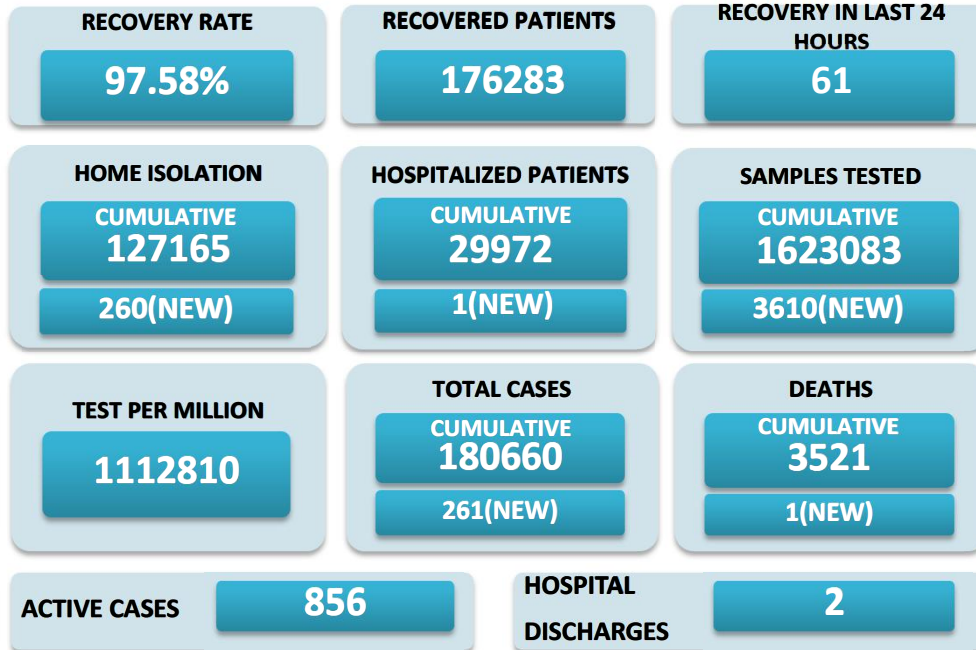 RECOVERY RATE
97.58%
RECOVERED PATIENTS
176283
RECOVERY IN LAST 24
HOURS
61
HOME ISOLATION
CUMULATIVE
127165
260(NEW)
HOSPITALIZED PATIENTS
CUMULATIVE
29972
1(NEW)
SAMPLES TESTED
CUMULATIVE
1623083
3610(NEW)
TEST PER MILLION
1112810
TOTAL CASES
CUMULATIVE
180660
261(NEW)
DEATHS
CUMULATIVE
3521
1(NEW)
ACTIVE CASES
856
HOSPITAL
DISCHARGES
2